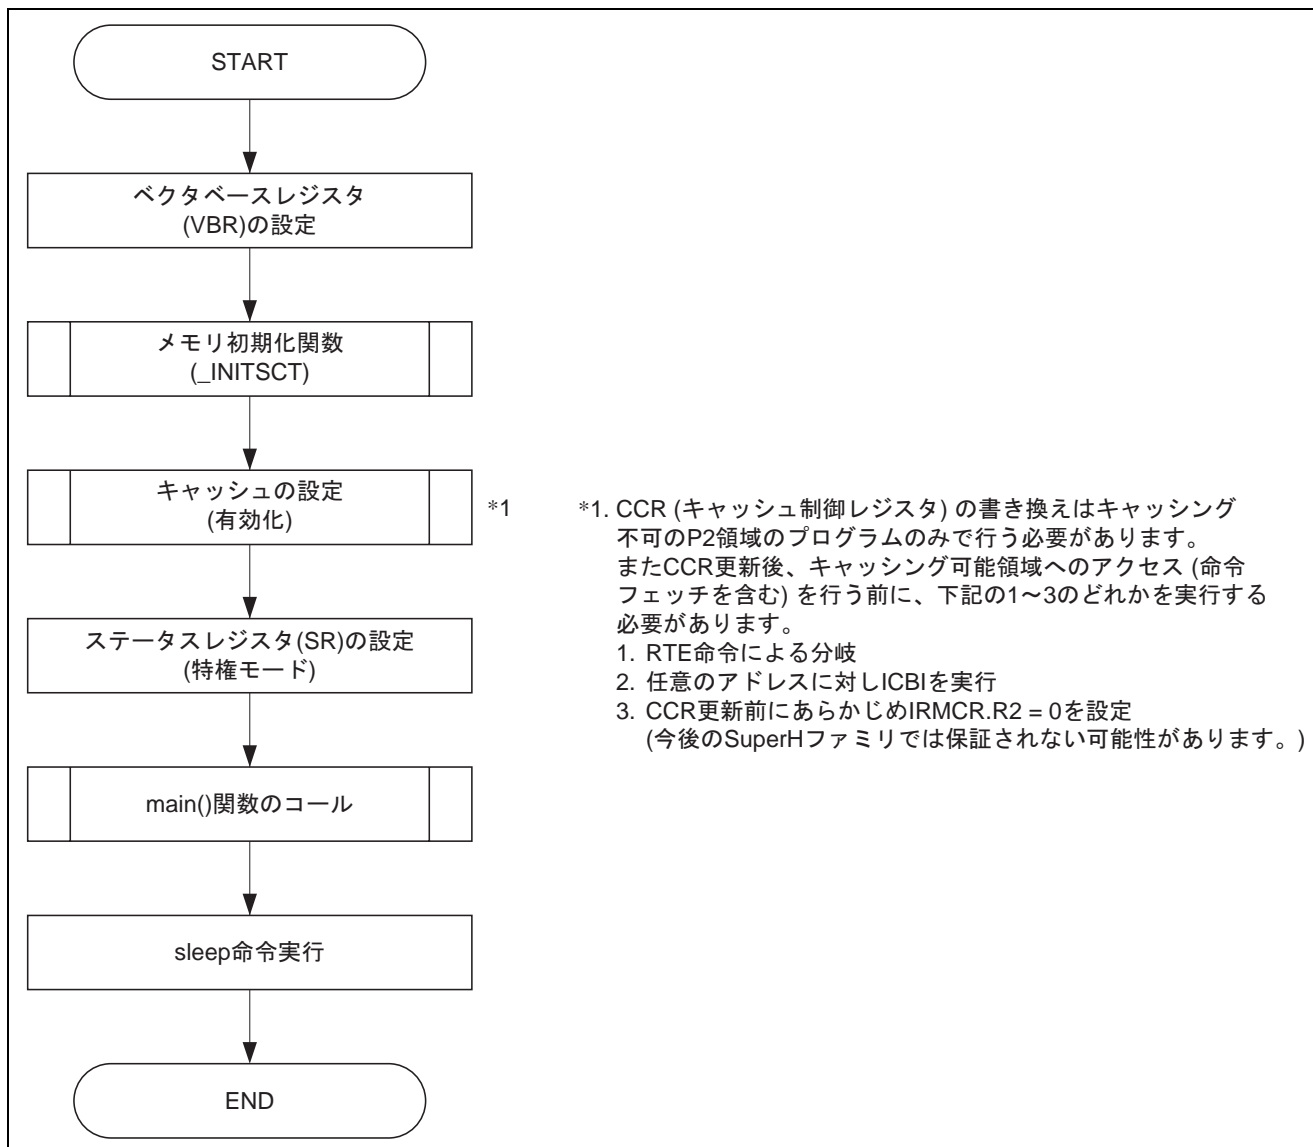 START
ベクタベースレジスタ
(VBR)の設定
メモリ初期化関数
(_INITSCT)
キャッシュの設定
(有効化)
*1
*1. CCR (キャッシュ制御レジスタ) の書き換えはキャッシング
不可のP2領域のプログラムのみで行う必要があります。
またCCR更新後、キャッシング可能領域へのアクセス (命令
フェッチを含む) を行う前に、下記の1～3のどれかを実行する
必要があります。
1. RTE命令による分岐
2. 任意のアドレスに対しICBIを実行
3. CCR更新前にあらかじめIRMCR.R2 = 0を設定
(今後のSuperHファミリでは保証されない可能性があります。)
ステータスレジスタ(SR)の設定
(特権モード)
main()関数のコール
sleep命令実行
END